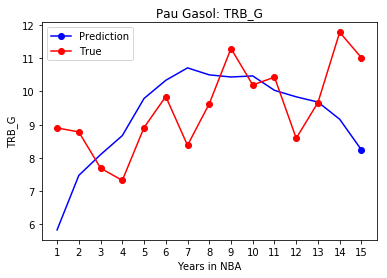 Pau Gasol: TRB_G
Prediction
True
12
11
10
9
8
7
6
TRB_G
1 2 3 4 5 6 7 8 9 10 11 12 13 14 15
Years in NBA